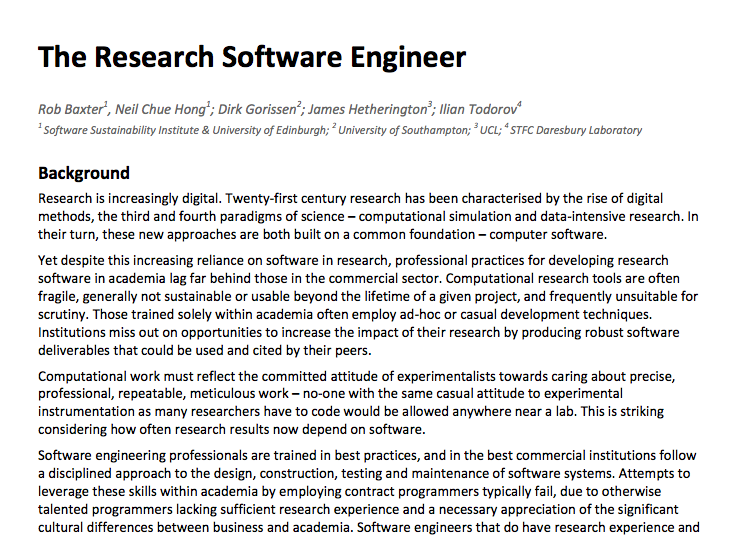 The Research Software Engineer
Rob Baxter1, Neil Chue Hong1; Dirk Gorissen2; James Hetherington3; Ilian Todorov4
1 Software Sustainability Institute & University of Edinburgh; 2 University of Southampton; 3 UCL; 4 STFC Daresbury Laboratory
Background
Research is increasingly digital. Twenty-first century research has been characterised by the rise of digital
methods, the third and fourth paradigms of science – computational simulation and data-intensive research. In
their turn, these new approaches are both built on a common foundation – computer software.
Yet despite this increasing reliance on software in research, professional practices for developing research
software in academia lag far behind those in the commercial sector. Computational research tools are often
fragile, generally not sustainable or usable beyond the lifetime of a given project, and frequently unsuitable for
scrutiny. Those trained solely within academia often employ ad-hoc or casual development techniques.
Institutions miss out on opportunities to increase the impact of their research by producing robust software
deliverables that could be used and cited by their peers.
Computational work must reflect the committed attitude of experimentalists towards caring about precise,
professional, repeatable, meticulous work – no-one with the same casual attitude to experimental
instrumentation as many researchers have to code would be allowed anywhere near a lab. This is striking
considering how often research results now depend on software.
Software engineering professionals are trained in best practices, and in the best commercial institutions follow
a disciplined approach to the design, construction, testing and maintenance of software systems. Attempts to
leverage these skills within academia by employing contract programmers typically fail, due to otherwise
talented programmers lacking sufficient research experience and a necessary appreciation of the significant
cultural differences between business and academia. Software engineers that do have research experience and